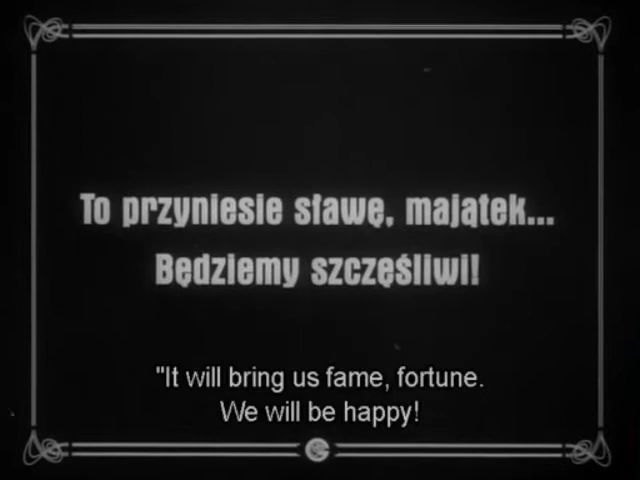 To przyniesie sławę, majątek...
Będziemy szczęśliwi!
"It will bring us fame, fortune.
We will be happy!